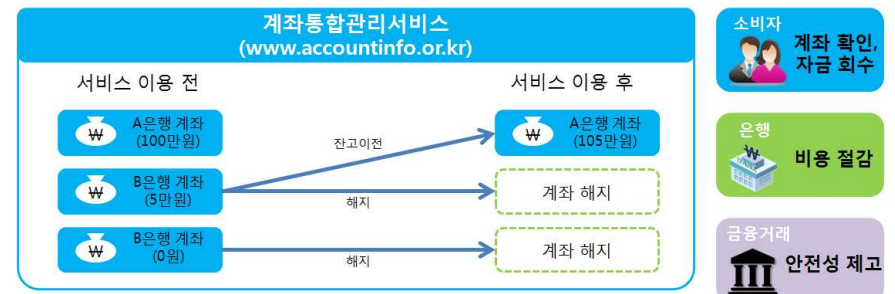 계좌통합관리서비스
(www.accountinfo.or.kr)
서비스 이용 전
서비스 이용 후
A은행 계좌
(100만원)
잔고이전
A은행 계좌
(105만원)
B은행 계좌
(5만원)
해지
계좌 해지
B은행 계좌
(0원)
해지
계좌 해지
소비자
계좌 확인,
자금 회수
은행
비용 절감
금융거래
안전성 제고